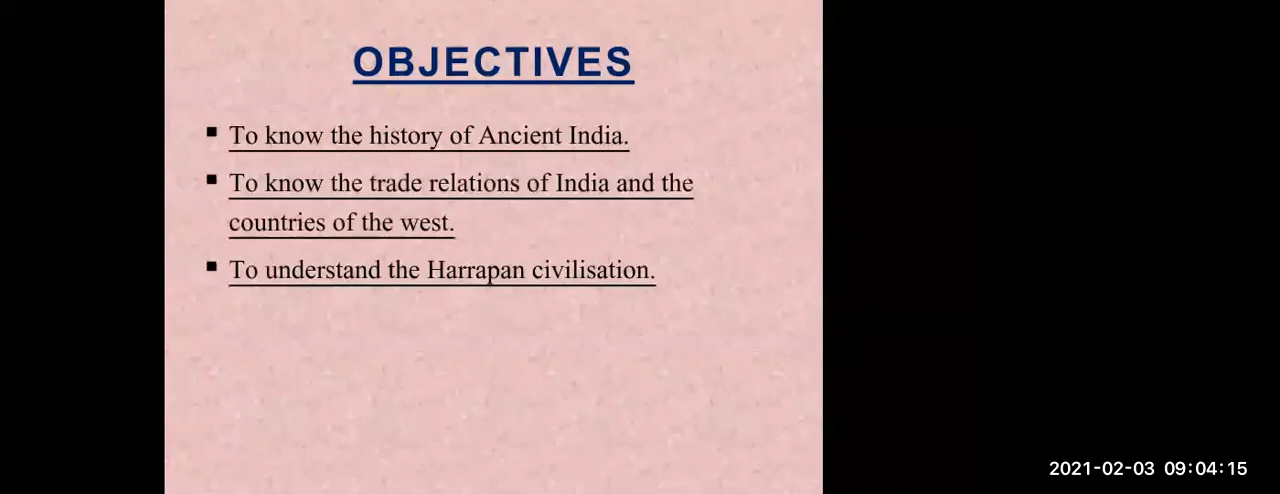 OBJECTIVES
▪ To know the history of Ancient India.
▪ To know the trade relations of India and the
countries of the west.
▪ To understand the Harrapan civilisation.
2021-02-03 09:04:15